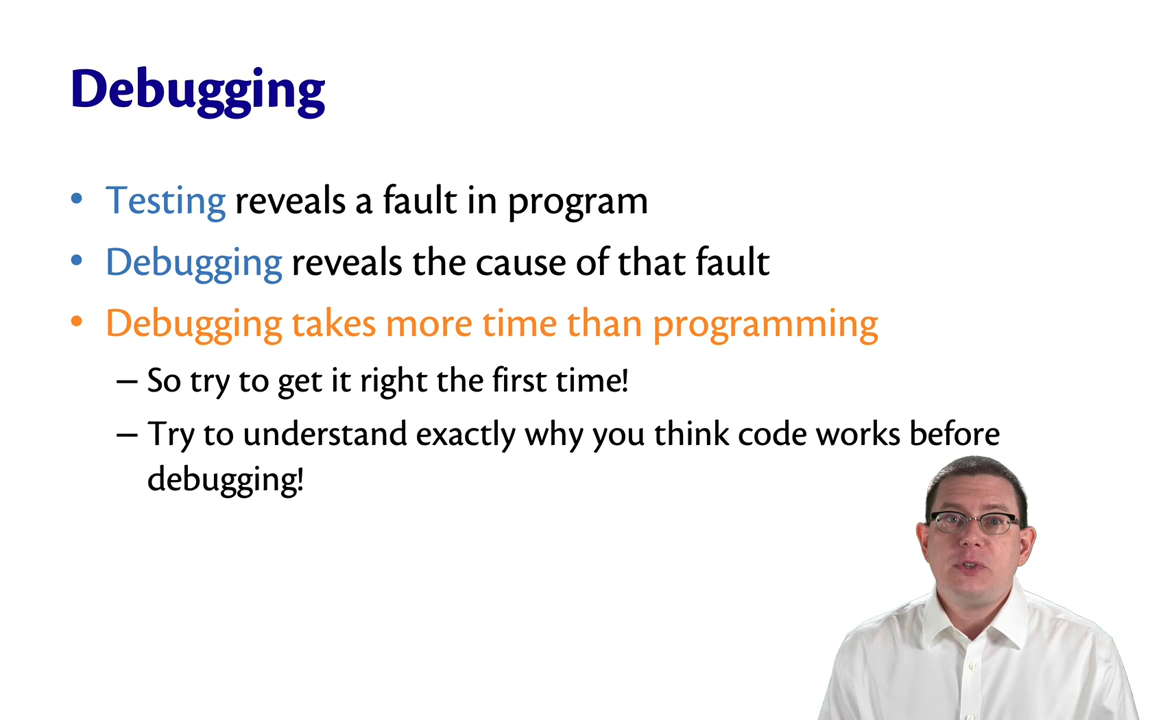 Debugging
• Testing reveals a fault in program
• Debugging reveals the cause of that fault
• Debugging takes more time than programming
– So try to get it right the first time!
– Try to understand exactly why you think code works before
debugging!